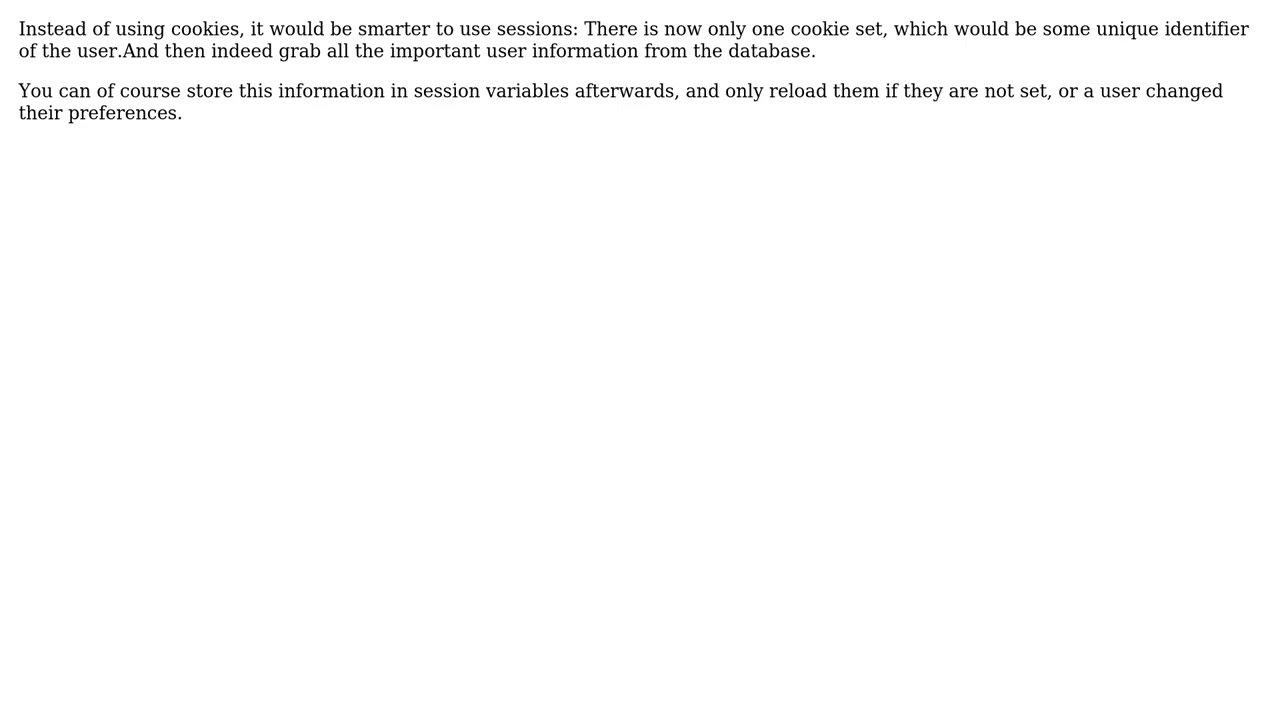 Instead of using cookies, it would be smarter to use sessions: There is now only one cookie set, which would be some unique identifier
of the user.And then indeed grab all the important user information from the database.
You can of course store this information in session variables afterwards, and only reload them if they are not set, or a user changed
their preferences.